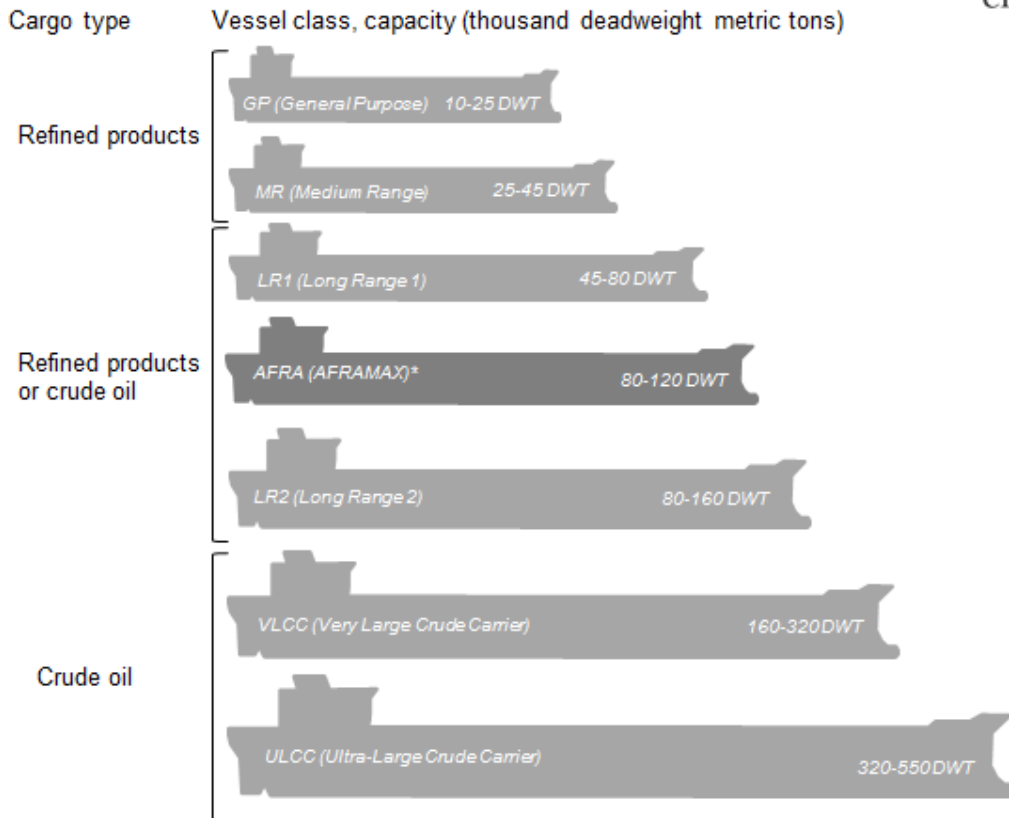 Cargo type Vessel class, capacity (thousand deadweight metric tons)
GP (General Purpose) 10-25 DWT
Refined products
MR (Medium Range) 25-45 DWT
LR1 (Long Range 1) 45-80 DWT
Refined products
or crude oil
AFRA (AFRAMAX)* 80-120 DWT
LR2 (Long Range 2) 80-160 DWT
VLCC (Very Large Crude Carrier) 160-320 DWT
Crude oil
ULCC (Ultra-Large Crude Carrier) 320-550 DWT